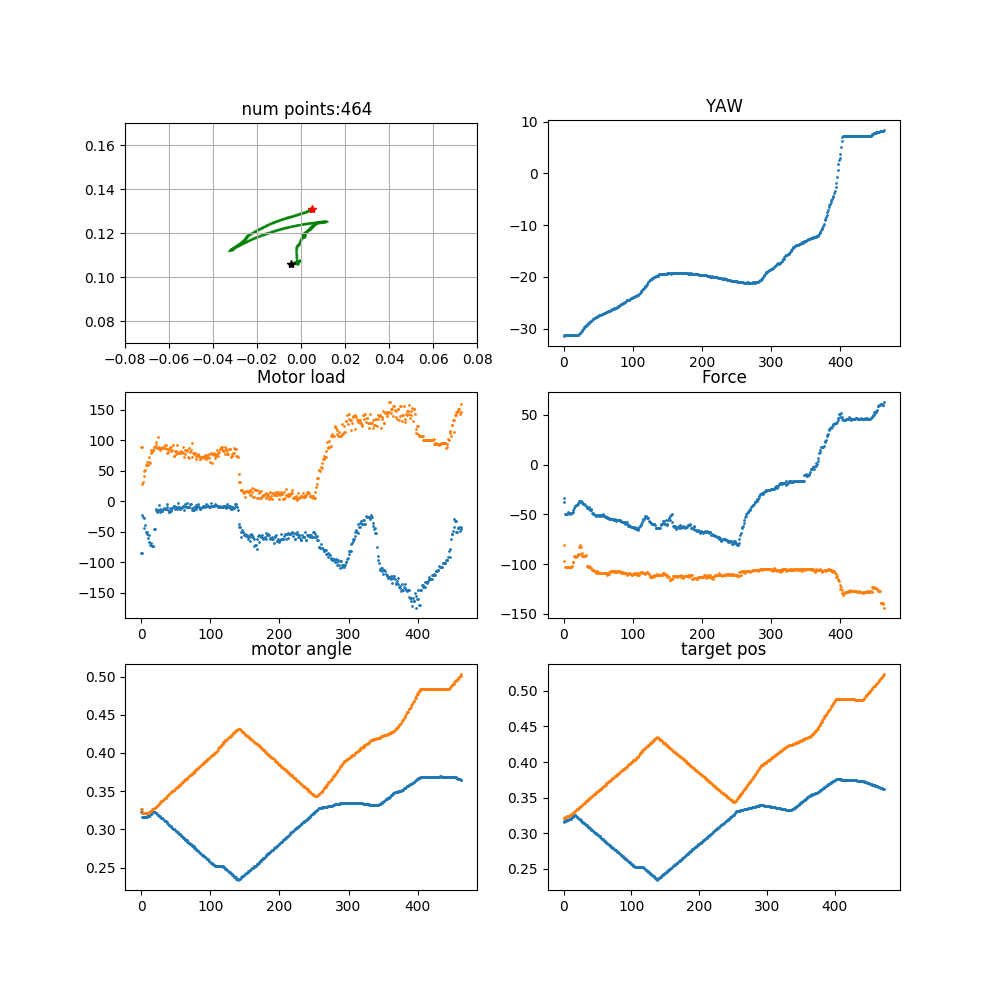 num points:464
0.16
0.14
0.12
0.10
0.08
−0.08 −0.06 −0.04 −0.02 0.00 0.02 0.04 0.06 0.08
YAW
10
0
−10
−20
−30
0 100 200 300 400
Motor load
150
100
50
0
−50
−100
−150
0 100 200 300 400
Force
50
0
−50
−100
−150
0 100 200 300 400
motor angle
0.50
0.45
0.40
0.35
0.30
0.25
0 100 200 300 400
target pos
0.50
0.45
0.40
0.35
0.30
0.25
0 100 200 300 400